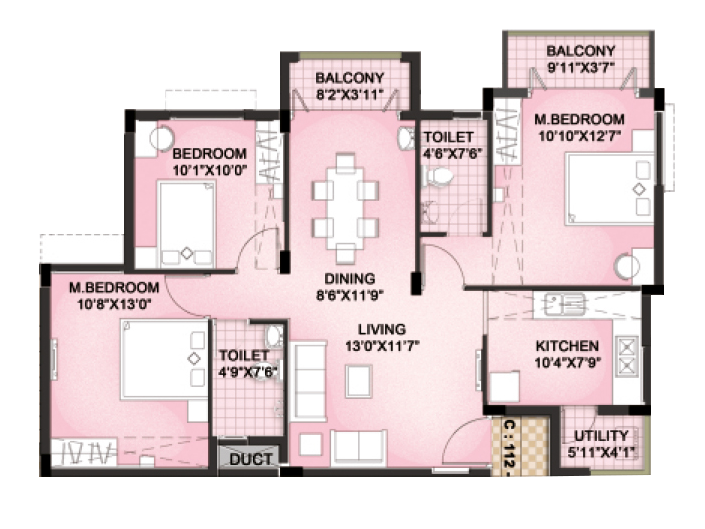 BALCONY
9'11"X3'7"
BALCONY
8'2"X3'11"
M.BEDROOM
10'10"X12'7"
TOILET
4'6"X7'6"
BEDROOM
10'1"X10'0"
DINING
8'6"X11'9"
M.BEDROOM
10'8"X13'0"
LIVING
13'0"X11'7"
KITCHEN
10'4"X7'9"
TOILET
4'9"X7'6"
UTILITY
5'11"X4'1"
DUCT
C : 112 -